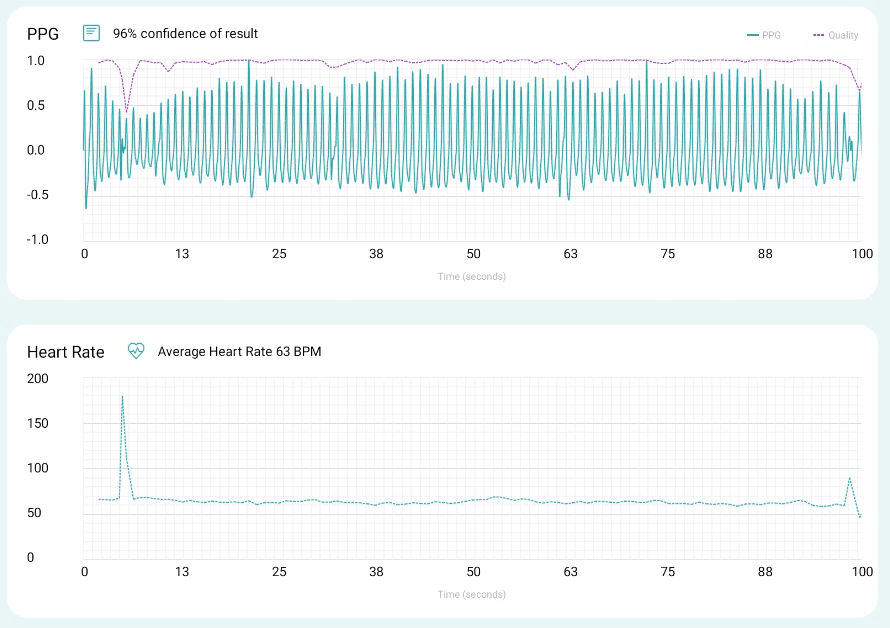 PPG 96% confidence of result PPG Quality
1.0
0.5
0.0
-0.5
-1.0
0 13 25 38 50 63 75 88 100
Time (seconds)
Heart Rate Average Heart Rate 63 BPM
200
150
100
50
0
0 13 25 38 50 63 75 88 100
Time (seconds)